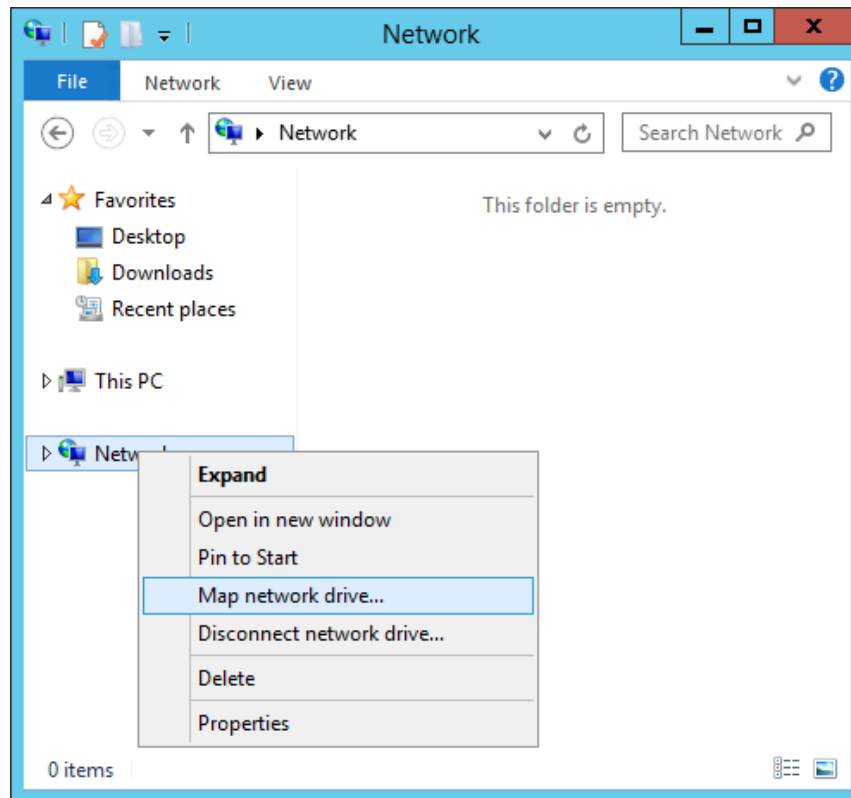 Network
File Network View
Network
Search Network
Favorites
This folder is empty.
Desktop
Downloads
Recent places
This PC
Expand
Open in new window
Pin to Start
Map network drive...
Disconnect network drive...
Delete
Properties
0 items